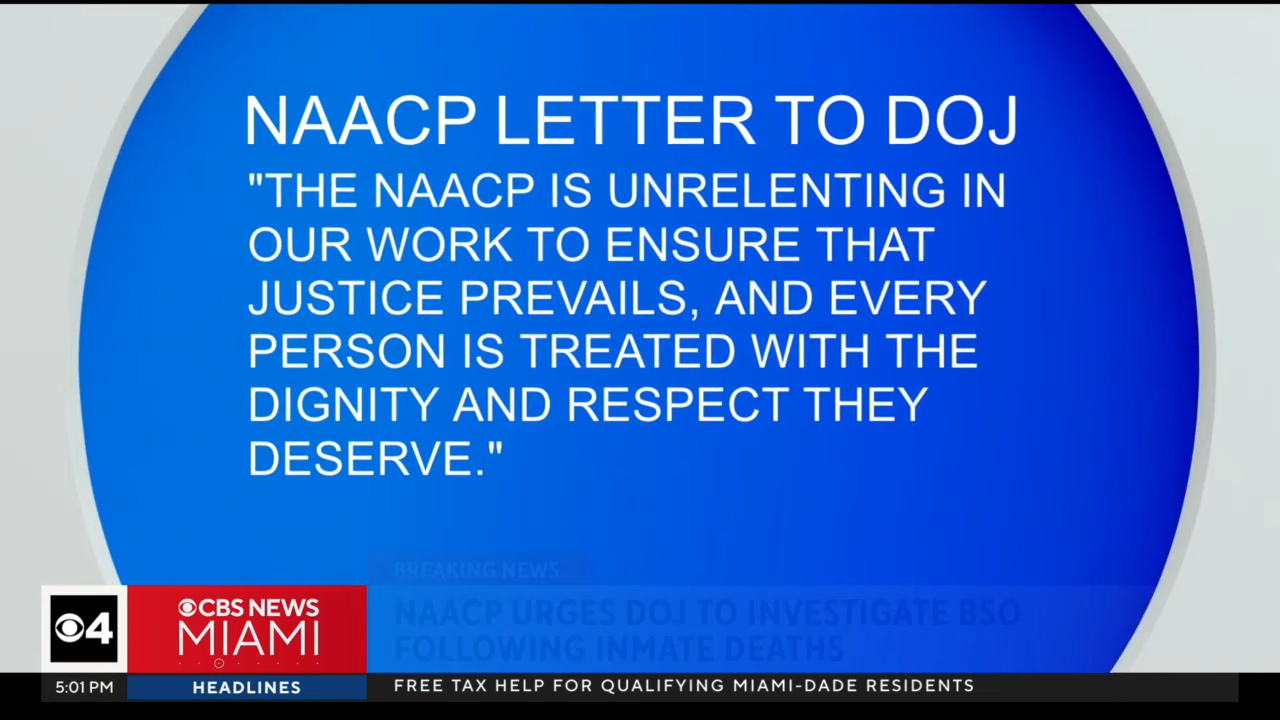 NAACP LETTER TO DOJ
"THE NAACP IS UNRELENTING IN
OUR WORK TO ENSURE THAT
JUSTICE PREVAILS, AND EVERY
PERSON IS TREATED WITH THE
DIGNITY AND RESPECT THEY
DESERVE."
BREAKING NEWS
NAACP URGES DOJ TO INVESTIGATE BSO
FOLLOWING INMATE DEATHS
4
CBS NEWS
MIAMI
5:01 PM
HEADLINES
FREE TAX HELP FOR QUALIFYING MIAMI-DADE RESIDENTS